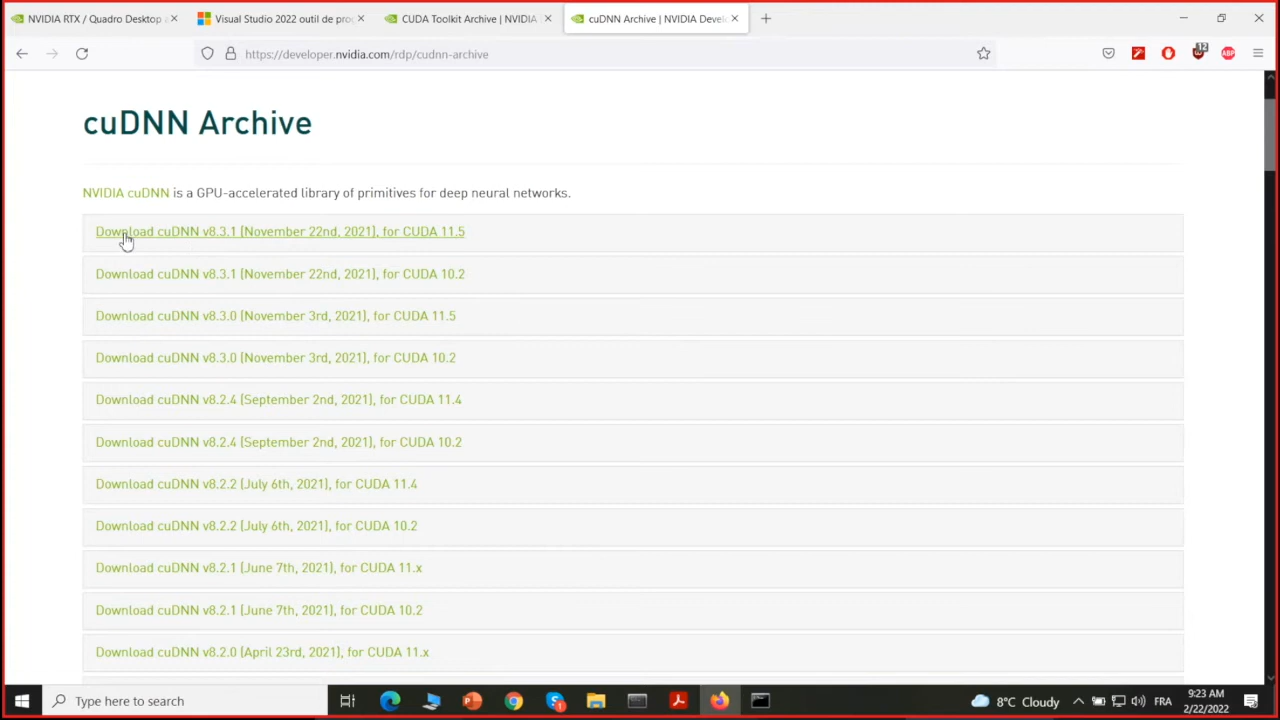 NVIDIA RTX / Quadro Desktop
Visual Studio 2022 outil de pro
CUDA Toolkit Archive | NVIDIA
cuDNN Archive | NVIDIA Devel
https://developer.nvidia.com/rdp/cudnn-archive
12
ABP
cuDNN Archive
NVIDIA cuDNN is a GPU-accelerated library of primitives for deep neural networks.
Download cuDNN v8.3.1 (November 22nd, 2021), for CUDA 11.5
Download cuDNN v8.3.1 (November 22nd, 2021), for CUDA 10.2
Download cuDNN v8.3.0 (November 3rd, 2021), for CUDA 11.5
Download cuDNN v8.3.0 (November 3rd, 2021), for CUDA 10.2
Download cuDNN v8.2.4 (September 2nd, 2021), for CUDA 11.4
Download cuDNN v8.2.4 (September 2nd, 2021), for CUDA 10.2
Download cuDNN v8.2.2 (July 6th, 2021), for CUDA 11.4
Download cuDNN v8.2.2 (July 6th, 2021), for CUDA 10.2
Download cuDNN v8.2.1 (June 7th, 2021), for CUDA 11.x
Download cuDNN v8.2.1 (June 7th, 2021), for CUDA 10.2
Download cuDNN v8.2.0 (April 23rd, 2021), for CUDA 11.x
Type here to search
8°C Cloudy
FRA
9:23 AM
2/22/2022